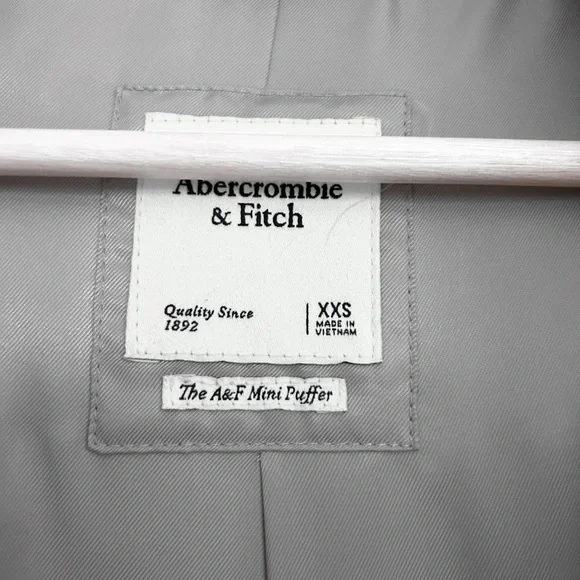 Abercrombie
& Fitch
Quality Since
1892
XXS
MADE IN
VIETNAM
The A&F Mini Puffer